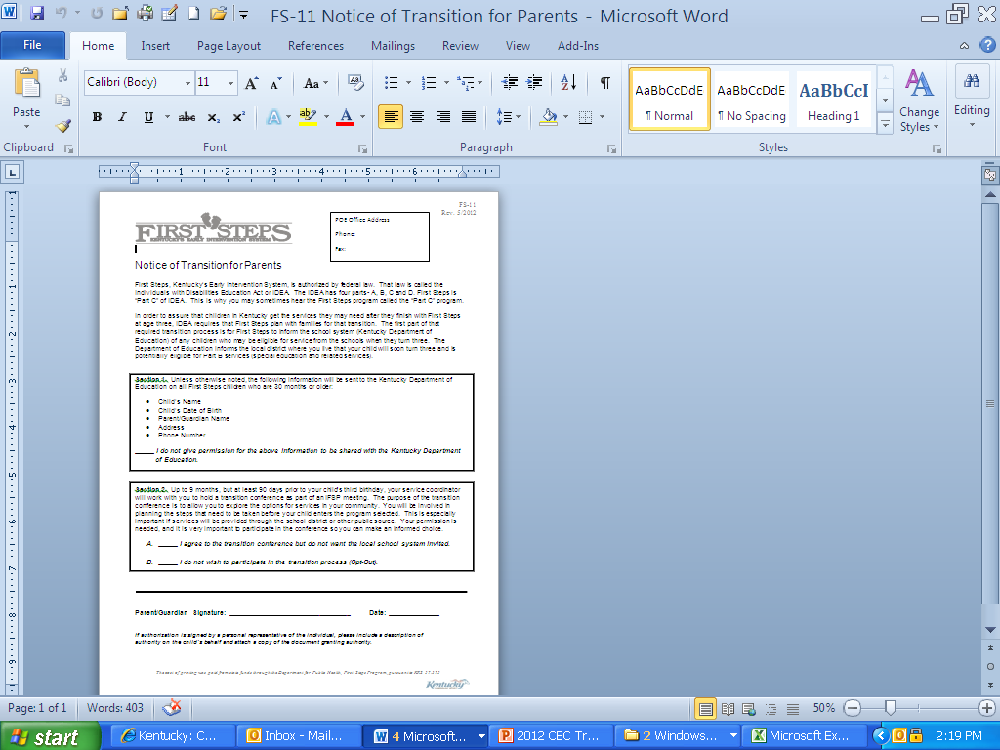 FS-11 Notice of Transition for Parents - Microsoft Word
File Home Insert Page Layout References Mailings Review View Add-Ins
Calibri (Body) 11
Paste
AaBbCcDdE AaBbCcDdE AaBbCcI
¶ Normal ¶ No Spacing Heading 1
Change Styles
Editing
Clipboard Font Paragraph Styles
FS-11
Rev. 5/2012
FIRST STEPS
KENTUCKY'S EARLY INTERVENTION SYSTEM
POE Office Address
Phone:
Fax:
Notice of Transition for Parents
First Steps, Kentucky's Early Intervention System, is authorized by federal law. That law is called the
Individuals with Disabilities Education Act or IDEA. The IDEA has four parts- A, B, C and D, First Steps is
"Part C" of IDEA. This is why you may sometimes hear the First Steps program called the "Part C" program.
In order to assure that children in Kentucky get the services they may need after they finish with First Steps
at age three, IDEA requires that First Steps plan with families for that transition. The first part of that
required transition process is for First Steps to inform the school system (Kentucky Department of
Education) of any children who may be eligible for service from the schools when they turn three. The
Department of Education informs the local district where you live that your child will soon turn three and is
potentially eligible for Part B services (special education and related services).
Section 1. Unless otherwise noted, the following information will be sent to the Kentucky Department of
Education on all First Steps children who are 30 months or older:
• Child's Name
• Child's Date of Birth
• Parent/Guardian Name
• Address
• Phone Number
_____ I do not give permission for the above information to be shared with the Kentucky Department
of Education.
Section 2. Up to 9 months, but at least 90 days prior to your child's third birthday, your service coordinator
will work with you to hold a transition conference as part of an IFSP meeting. The purpose of the transition
conference is to allow you to explore the options for services in your community. You will be involved in
planning the steps that need to be taken before your child enters the program selected. This is especially
important if services will be provided through the school district or other public source. Your permission is
needed, and it is very important to participate in the conference so you can make an informed choice.
A. _____ I agree to the transition conference but do not want the local school system invited.
B. _____ I do not wish to participate in the transition process (Opt-Out).
Parent/Guardian Signature: ______________ Date: ________
If authorization is signed by a personal representative of the individual, please include a description of
authority on the child's behalf and attach a copy of the document granting authority.
Kentucky
Page: 1 of 1 Words: 403 50%
start Kentucky: C... Inbox - Mail... 4 Microsoft... 2012 CEC Tr... 2 Windows... Microsoft Ex... 2:19 PM